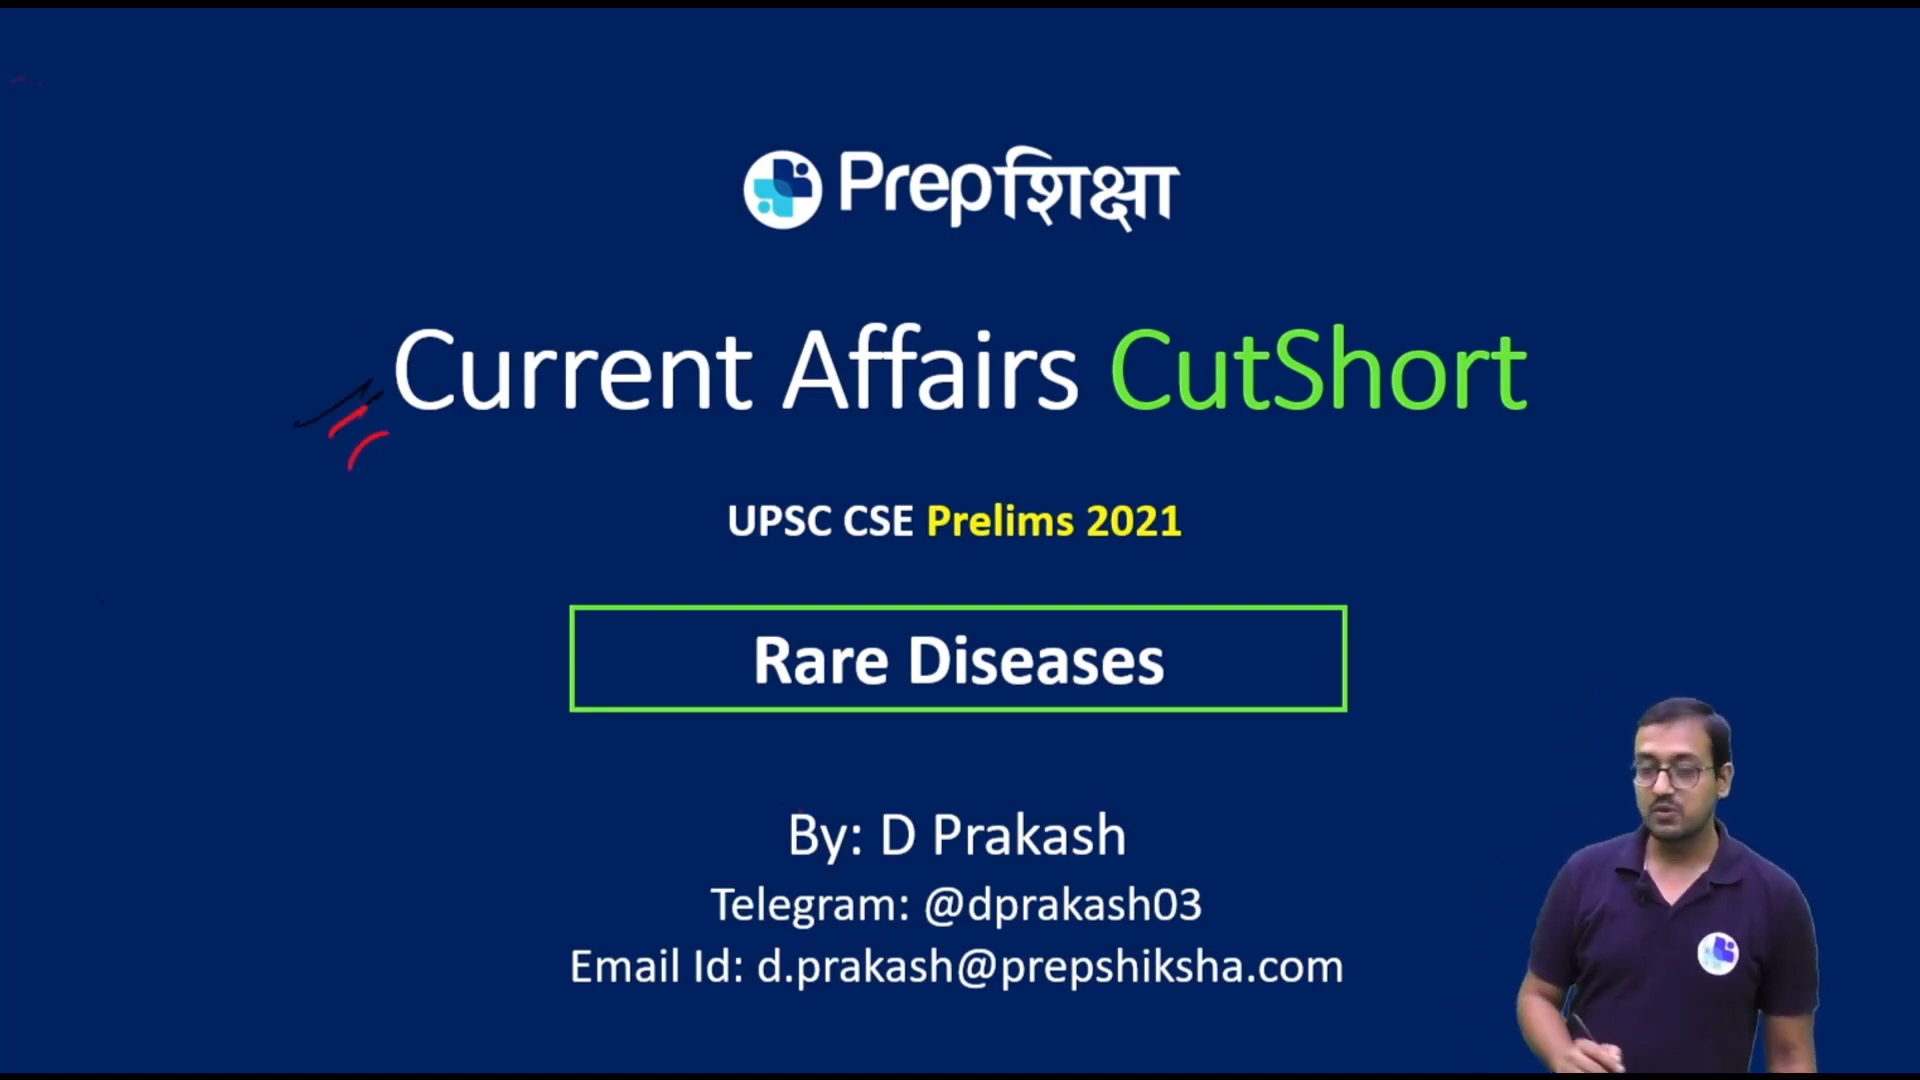 Prepशिक्षा
Current Affairs CutShort
UPSC CSE Prelims 2021
Rare Diseases
By: D Prakash
Telegram: @dprakash03
Email Id: d.prakash@prepshiksha.com